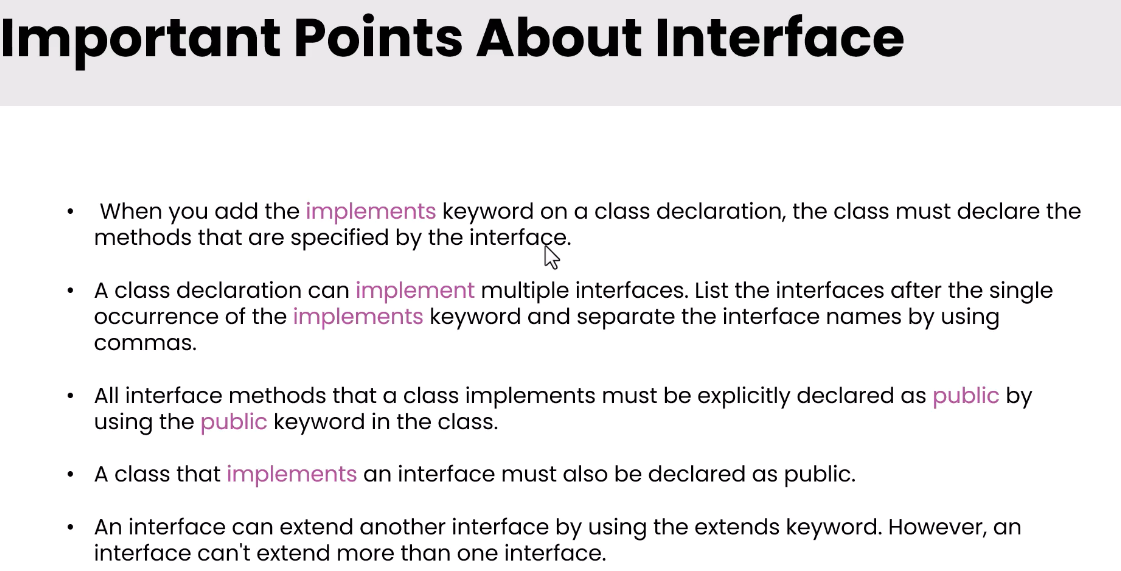 Important Points About Interface
• When you add the implements keyword on a class declaration, the class must declare the
methods that are specified by the interface.
• A class declaration can implement multiple interfaces. List the interfaces after the single
occurrence of the implements keyword and separate the interface names by using
commas.
• All interface methods that a class implements must be explicitly declared as public by
using the public keyword in the class.
• A class that implements an interface must also be declared as public.
• An interface can extend another interface by using the extends keyword. However, an
interface can't extend more than one interface.